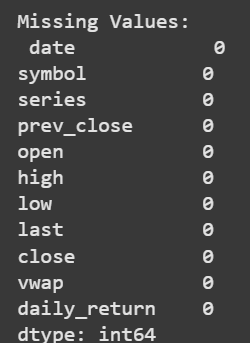 Missing Values:
 date            0
symbol          0
series          0
prev_close      0
open            0
high            0
low             0
last            0
close           0
vwap            0
daily_return    0
dtype: int64